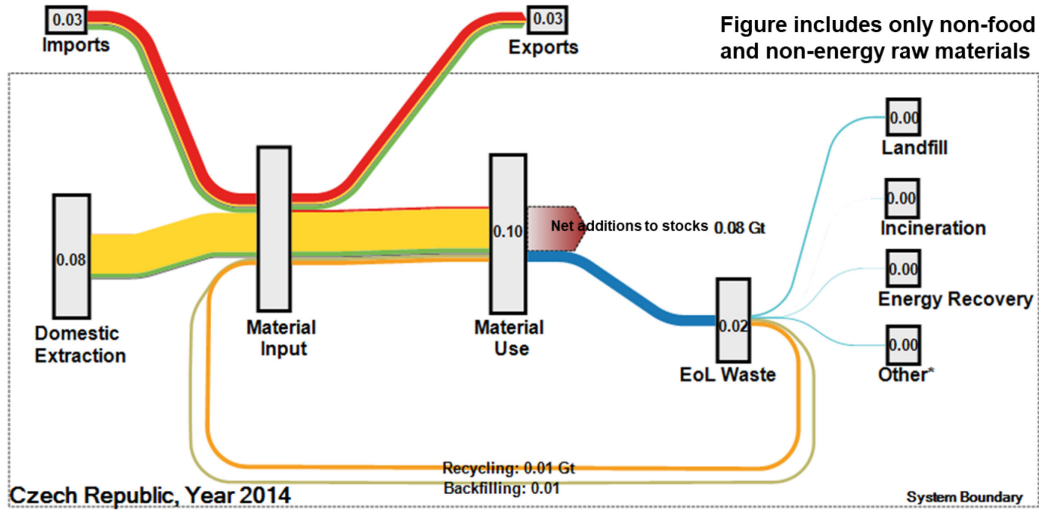 0.03
Imports
0.03
Exports
Figure includes only non-food
and non-energy raw materials
0.00
Landfill
0.00
Incineration
0.00
Energy Recovery
0.00
Other*
0.08
Domestic
Extraction
Material
Input
0.10
Material
Use
Net additions to stocks 0.08 Gt
0.02
EoL Waste
Recycling: 0.01 Gt
Backfilling: 0.01
Czech Republic, Year 2014
System Boundary